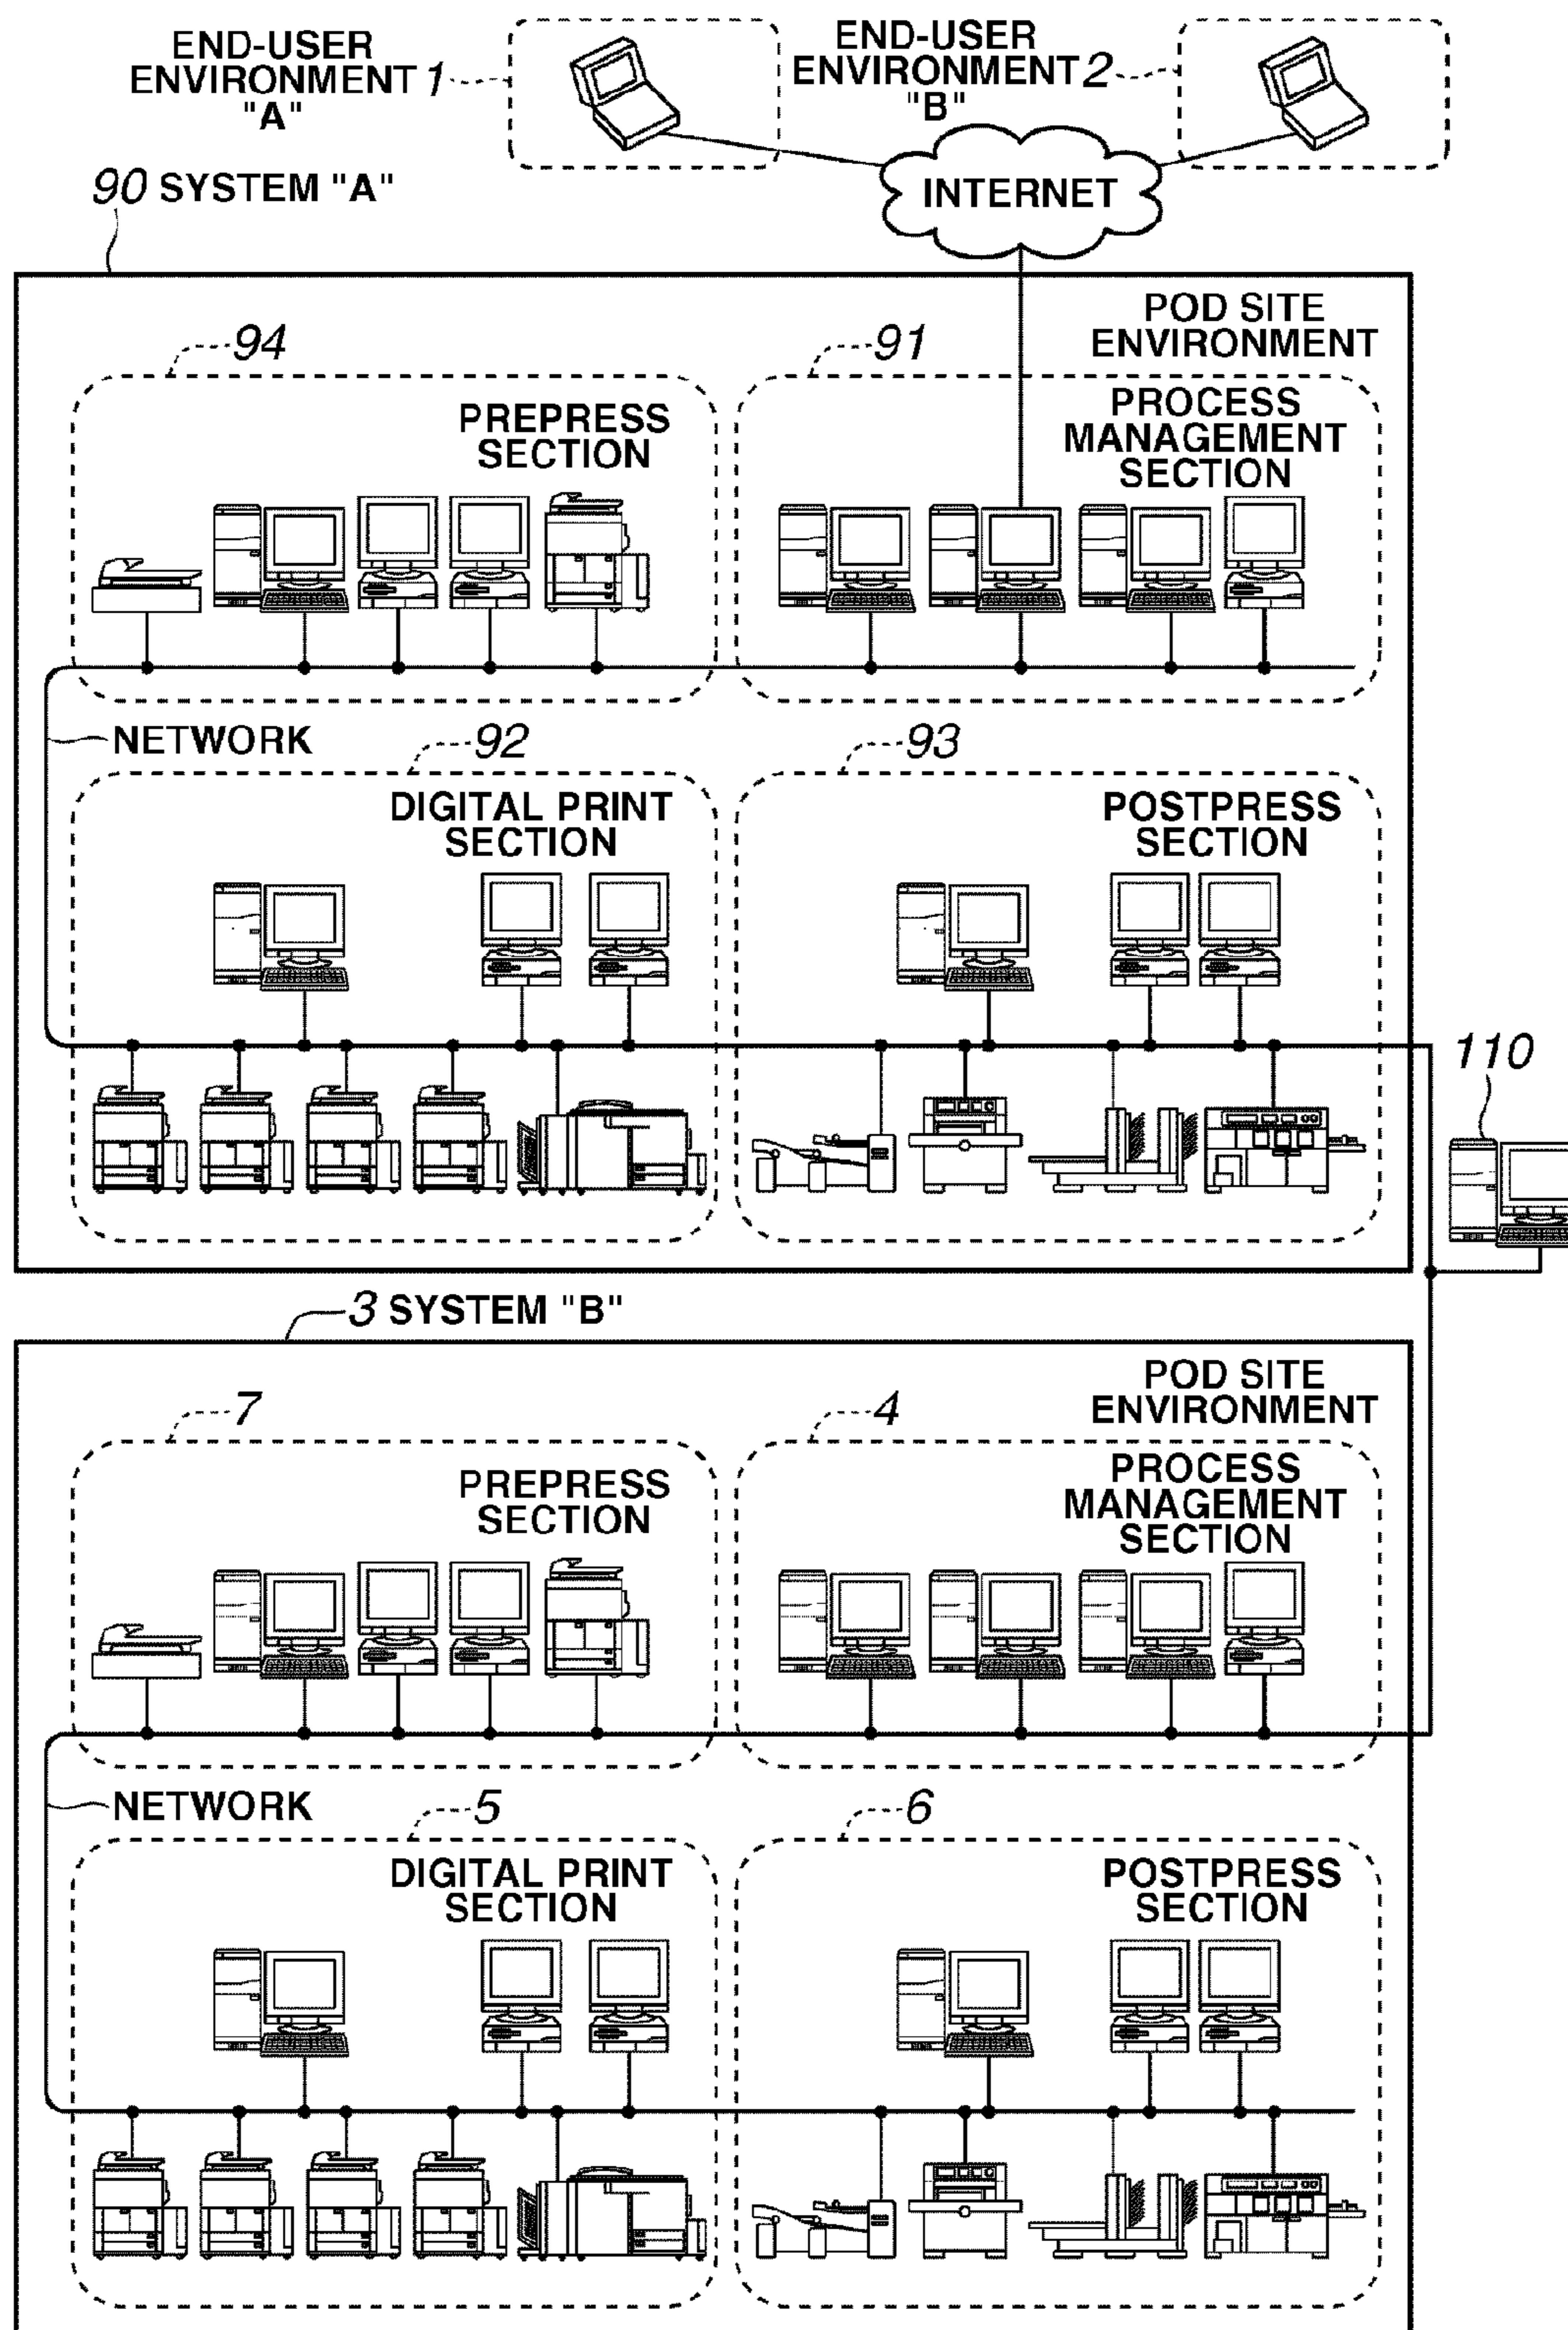 END-USER
ENVIRONMENT 1
"A"
END-USER
ENVIRONMENT 2
"B"
INTERNET
90 SYSTEM "A"
POD SITE
ENVIRONMENT
94
PREPRESS
SECTION
91
PROCESS
MANAGEMENT
SECTION
NETWORK
92
DIGITAL PRINT
SECTION
93
POSTPRESS
SECTION
110
3 SYSTEM "B"
POD SITE
ENVIRONMENT
7
PREPRESS
SECTION
4
PROCESS
MANAGEMENT
SECTION
NETWORK
5
DIGITAL PRINT
SECTION
6
POSTPRESS
SECTION